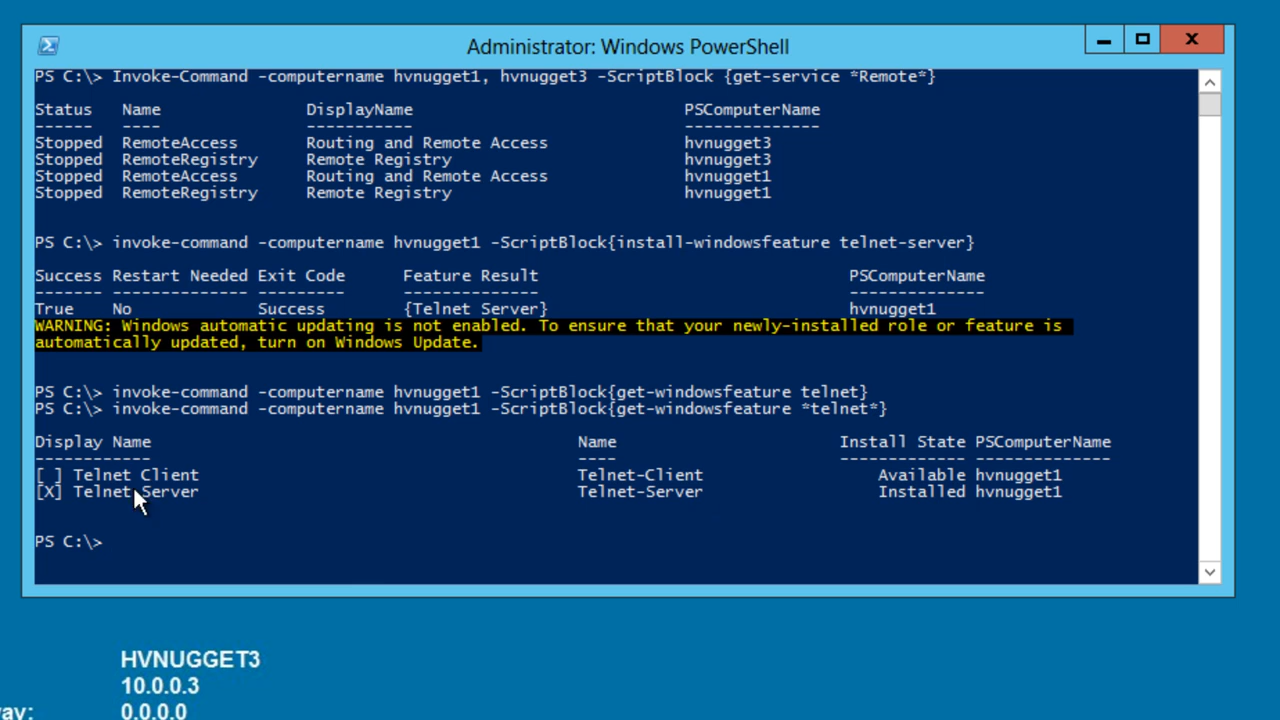 Administrator: Windows PowerShell
PS C:\> Invoke-Command -computername hvnugget1, hvnugget3 -ScriptBlock {get-service *Remote*}
Status Name DisplayName PSComputerName
------ ---- ----------- --------------
Stopped RemoteAccess Routing and Remote Access hvnugget3
Stopped RemoteRegistry Remote Registry hvnugget3
Stopped RemoteAccess Routing and Remote Access hvnugget1
Stopped RemoteRegistry Remote Registry hvnugget1
PS C:\> invoke-command -computername hvnugget1 -ScriptBlock{install-windowsfeature telnet-server}
Success Restart Needed Exit Code Feature Result PSComputerName
------- -------------- --------- -------------- --------------
True No Success {Telnet Server} hvnugget1
WARNING: Windows automatic updating is not enabled. To ensure that your newly-installed role or feature is
automatically updated, turn on Windows Update.
PS C:\> invoke-command -computername hvnugget1 -ScriptBlock{get-windowsfeature telnet}
PS C:\> invoke-command -computername hvnugget1 -ScriptBlock{get-windowsfeature *telnet*}
Display Name Name Install State PSComputerName
------------ ---- ------------- --------------
[ ] Telnet Client Telnet-Client Available hvnugget1
[X] Telnet-Server Telnet-Server Installed hvnugget1
PS C:\>
HVNUGGET3
10.0.0.3
0.0.0.0